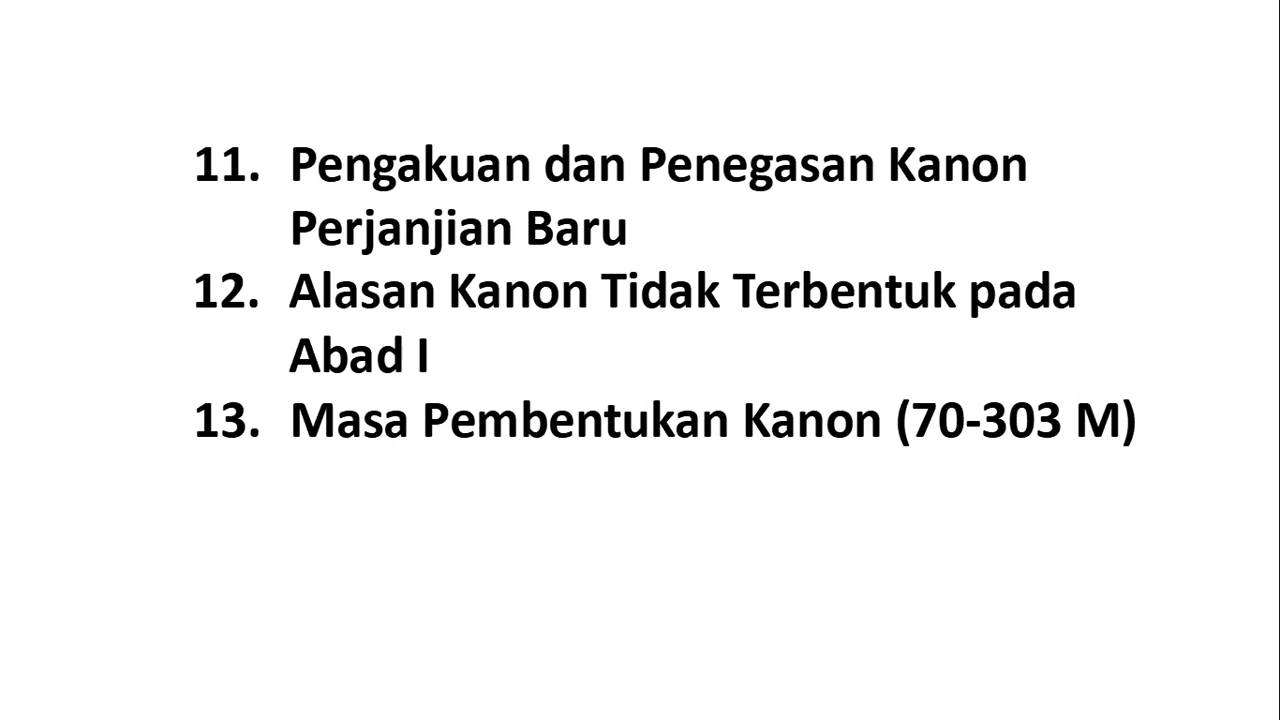 11. Pengakuan dan Penegasan Kanon
Perjanjian Baru
12. Alasan Kanon Tidak Terbentuk pada
Abad I
13. Masa Pembentukan Kanon (70-303 M)